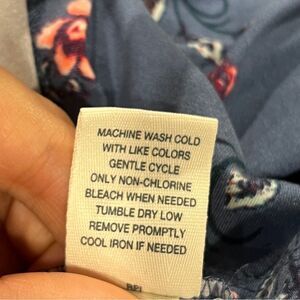 MACHINE WASH COLD
WITH LIKE COLORS
GENTLE CYCLE
ONLY NON-CHLORINE
BLEACH WHEN NEEDED
TUMBLE DRY LOW
REMOVE PROMPTLY
COOL IRON IF NEEDED